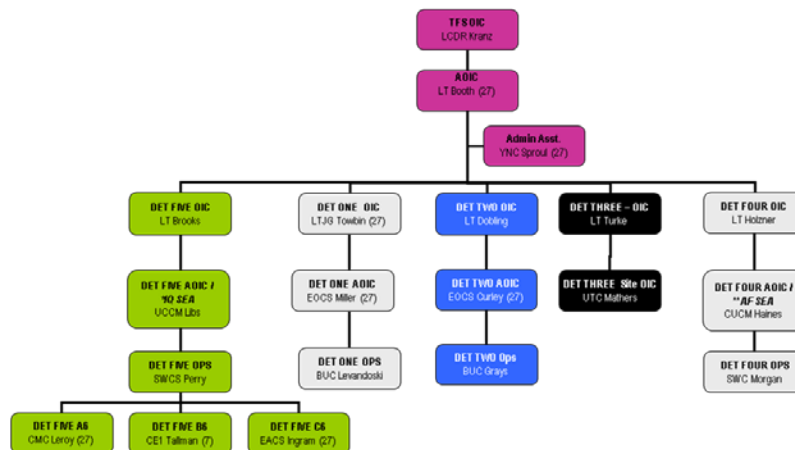 TFS OIC
LCDR Kranz
AOIC
LT Booth (27)
Admin Asst.
YNC Sproul (27)
DET FIVE OIC
LT Brooks
DET ONE OIC
LTJG Towbin (27)
DET TWO OIC
LT Dobling
DET THREE – OIC
LT Turke
DET FOUR OIC
LT Holzner
DET FIVE AOIC /
SEA
UCCM Libs
DET ONE AOIC
EOCS Miller (27)
DET TWO AOIC
EOCS Curley (27)
DET THREE Site OIC
UTC Mathers
DET FOUR AOIC /
**AF SEA
CUCM Haines
DET FIVE OPS
SWCS Perry
DET ONE OPS
BUC Levandoski
DET TWO Ops
BUC Grays
DET FOUR OPS
SWC Morgan
DET FIVE A6
CMC Leroy (27)
DET FIVE B6
CE1 Tallman (7)
DET FIVE C6
EACS Ingram (27)